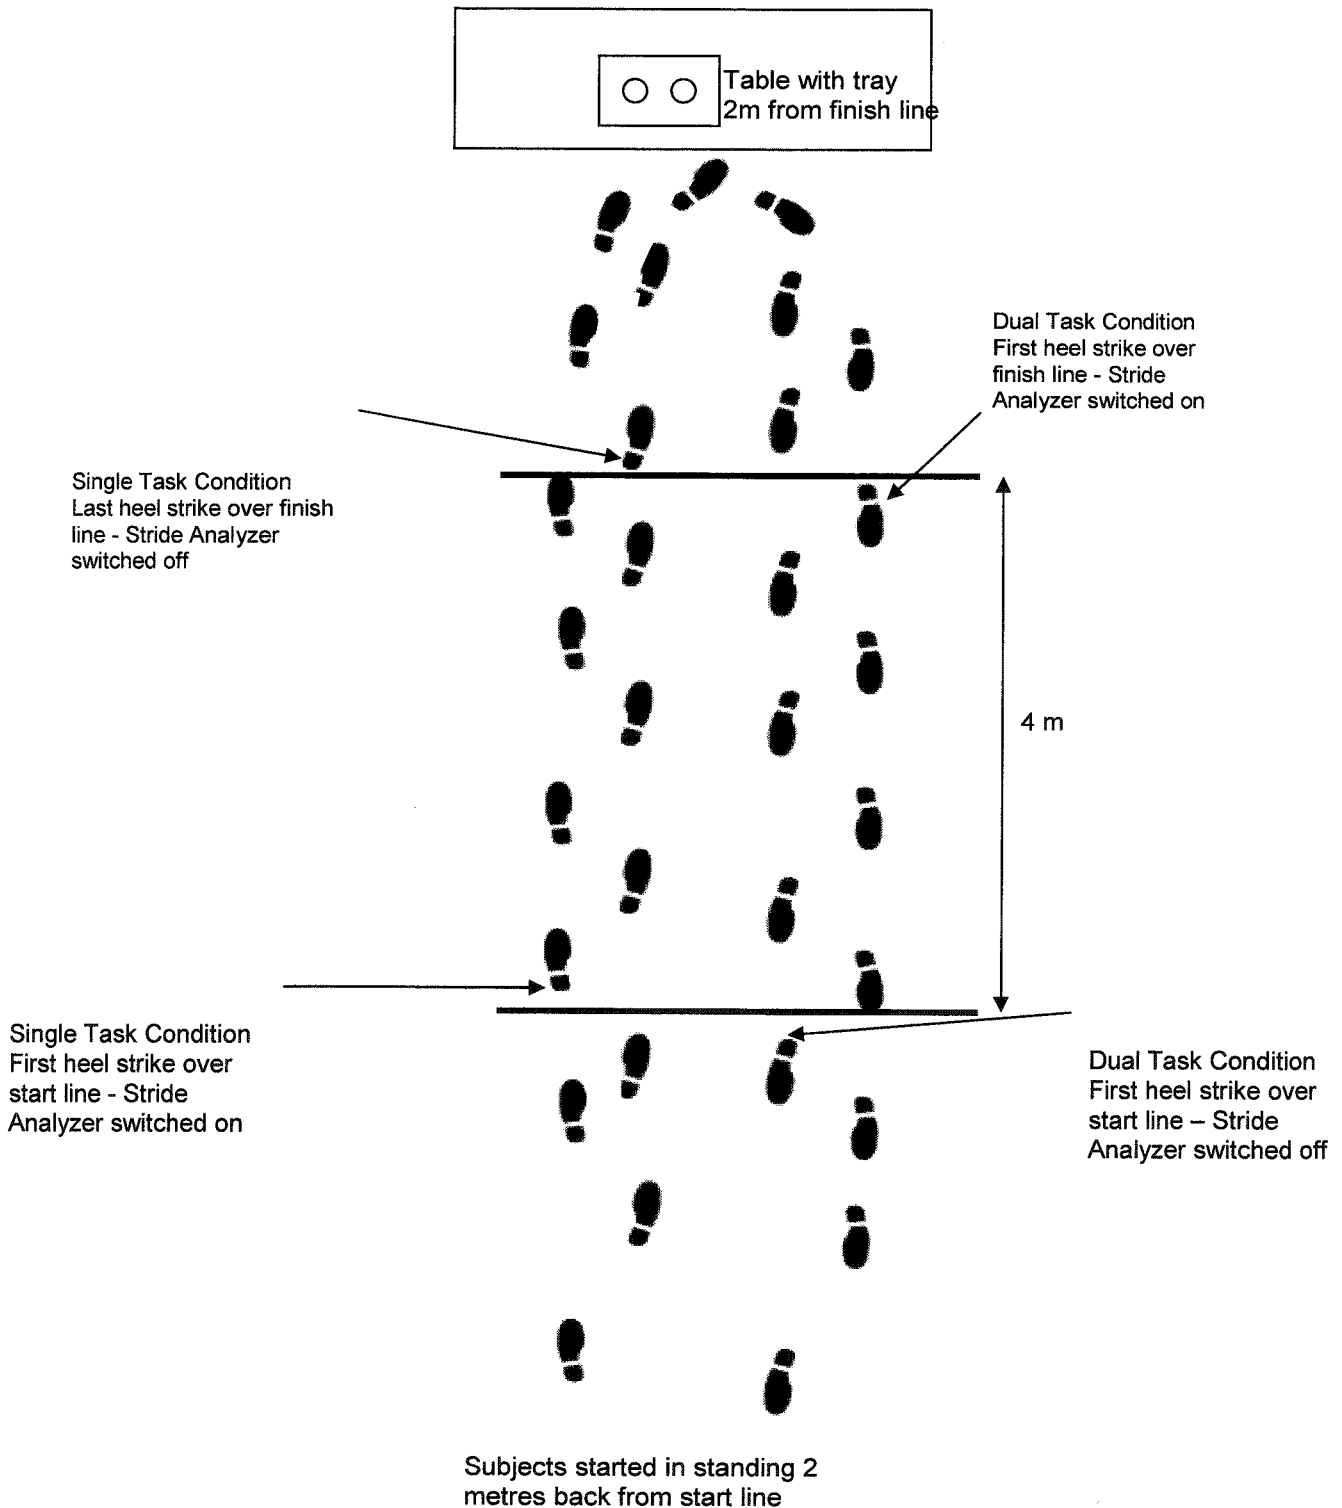 Table with tray
2m from finish line
Dual Task Condition
First heel strike over
finish line - Stride
Analyzer switched on
Single Task Condition
Last heel strike over finish
line - Stride Analyzer
switched off
4 m
Single Task Condition
First heel strike over
start line - Stride
Analyzer switched on
Dual Task Condition
First heel strike over
start line – Stride
Analyzer switched off
Subjects started in standing 2
metres back from start line